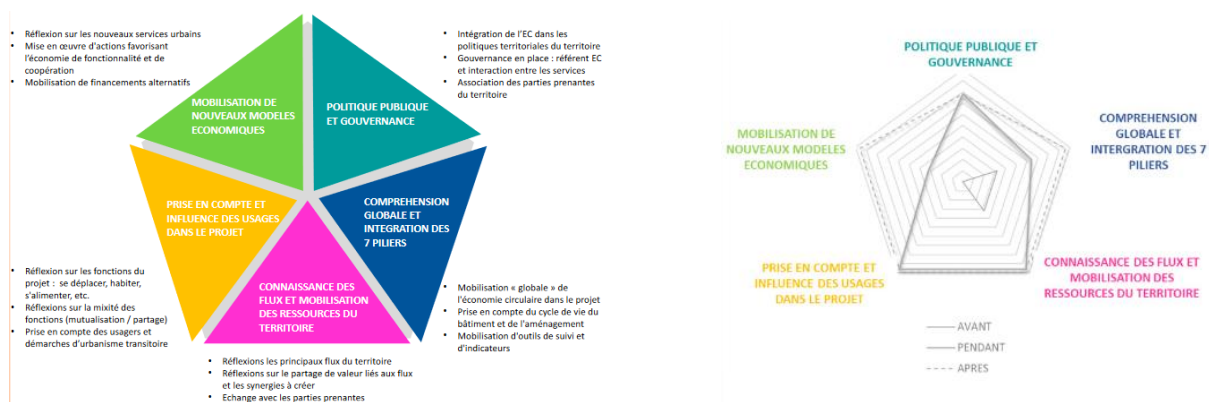 • Réflexion sur les nouveaux services urbains
• Mise en œuvre d'actions favorisant
l'économie de fonctionnalité et de
coopération
• Mobilisation de financements alternatifs
• Intégration de l'EC dans les
politiques territoriales du territoire
• Gouvernance en place : référent EC
et interaction entre les services
• Association des parties prenantes
du territoire
MOBILISATION DE
NOUVEAUX MODELES
ECONOMIQUES
POLITIQUE PUBLIQUE
ET GOUVERNANCE
PRISE EN COMPTE ET
INFLUENCE DES USAGES
DANS LE PROJET
COMPREHENSION
GLOBALE ET
INTEGRATION DES
7 PILIERS
CONNAISSANCE DES
FLUX ET MOBILISATION
DES RESSOURCES DU
TERRITOIRE
• Réflexion sur les fonctions du
projet : se déplacer, habiter,
s'alimenter, etc.
• Réflexions sur la mixité des
fonctions (mutualisation / partage)
• Prise en compte des usagers et
démarches d'urbanisme transitoire
• Mobilisation « globale » de
l'économie circulaire dans le projet
• Prise en compte du cycle de vie du
bâtiment et de l'aménagement
• Mobilisation d'outils de suivi et
d'indicateurs
• Réflexions les principaux flux du territoire
• Réflexions sur le partage de valeur liés aux flux
et les synergies à créer
• Echange avec les parties prenantes
POLITIQUE PUBLIQUE ET
GOUVERNANCE
MOBILISATION DE
NOUVEAUX MODELES
ECONOMIQUES
COMPREHENSION
GLOBALE ET
INTERGRATION DES 7
PILIERS
PRISE EN COMPTE ET
INFLUENCE DES USAGES
DANS LE PROJET
CONNAISSANCE DES FLUX ET
MOBILISATION DES
RESSOURCES DU TERRITOIRE
AVANT
PENDANT
APRES